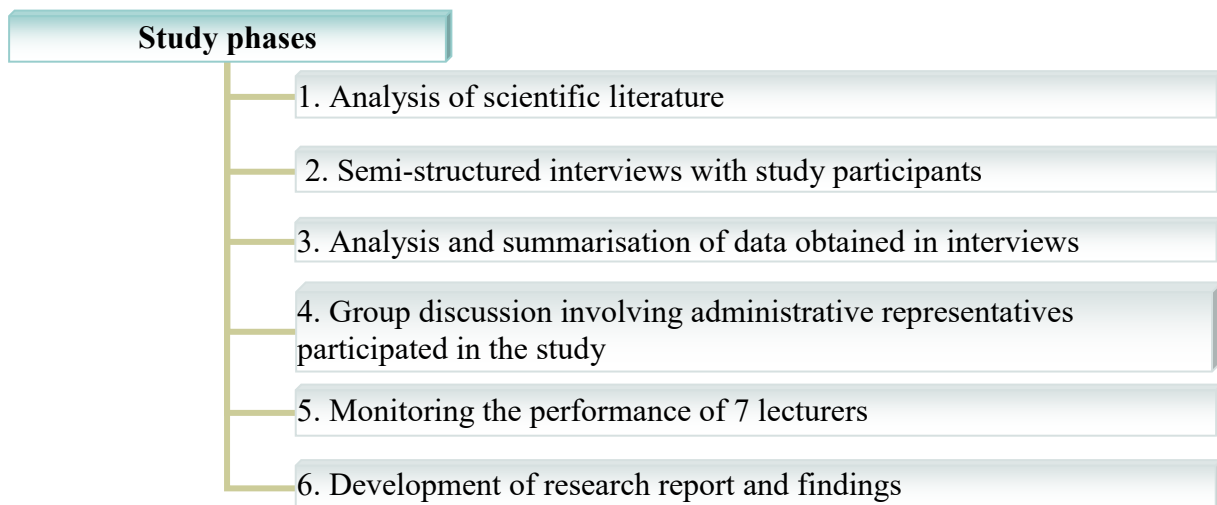 Study phases
1. Analysis of scientific literature
2. Semi-structured interviews with study participants
3. Analysis and summarisation of data obtained in interviews
4. Group discussion involving administrative representatives
participated in the study
5. Monitoring the performance of 7 lecturers
6. Development of research report and findings